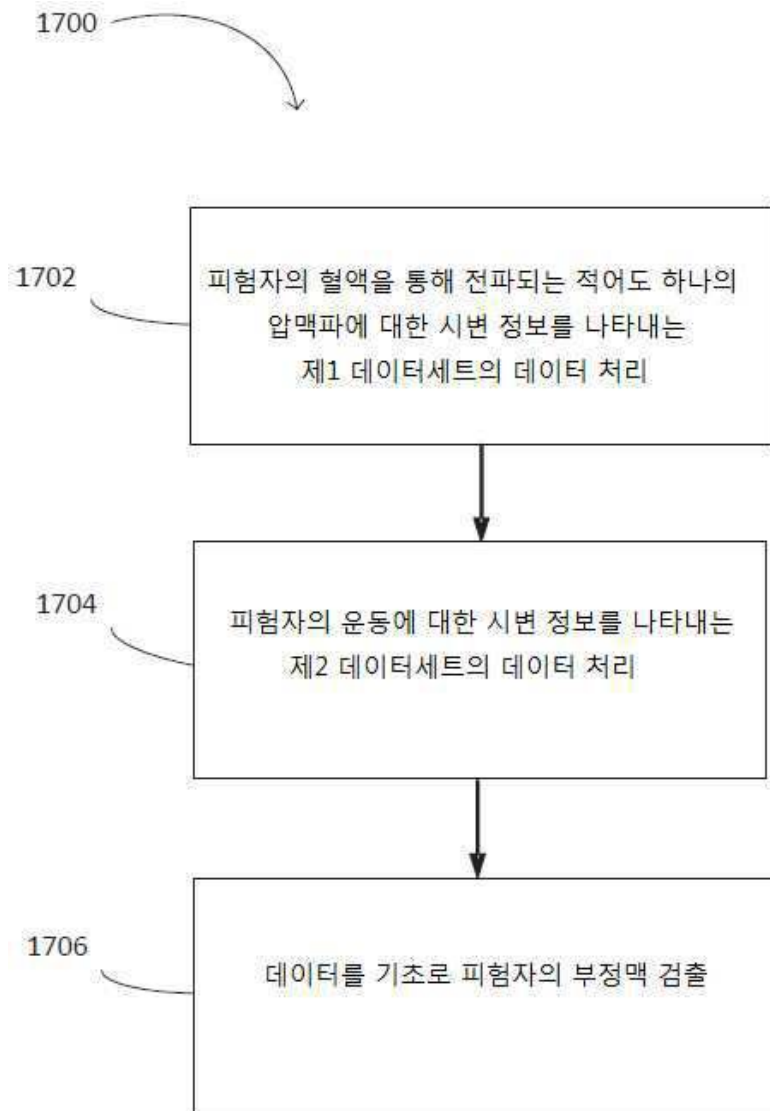 1700
1702
피험자의 혈액을 통해 전파되는 적어도 하나의
압맥파에 대한 시변 정보를 나타내는
제1 데이터세트의 데이터 처리
1704
피험자의 운동에 대한 시변 정보를 나타내는
제2 데이터세트의 데이터 처리
1706
데이터를 기초로 피험자의 부정맥 검출